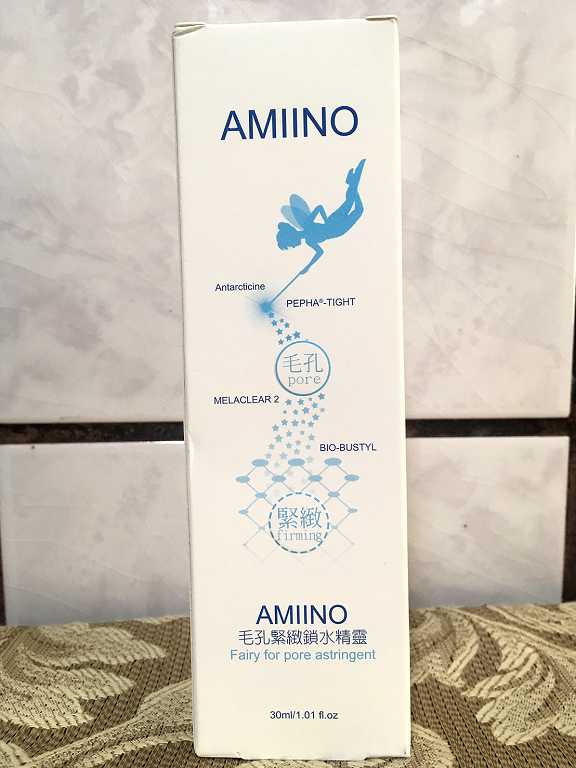 AMIINO
Antarcticine
PEPHA®-TIGHT
毛孔
pore
MELACLEAR 2
BIO-BUSTYL
緊緻
firming
AMIINO
毛孔緊緻鎖水精靈
Fairy for pore astringent
30ml/1.01 fl.oz